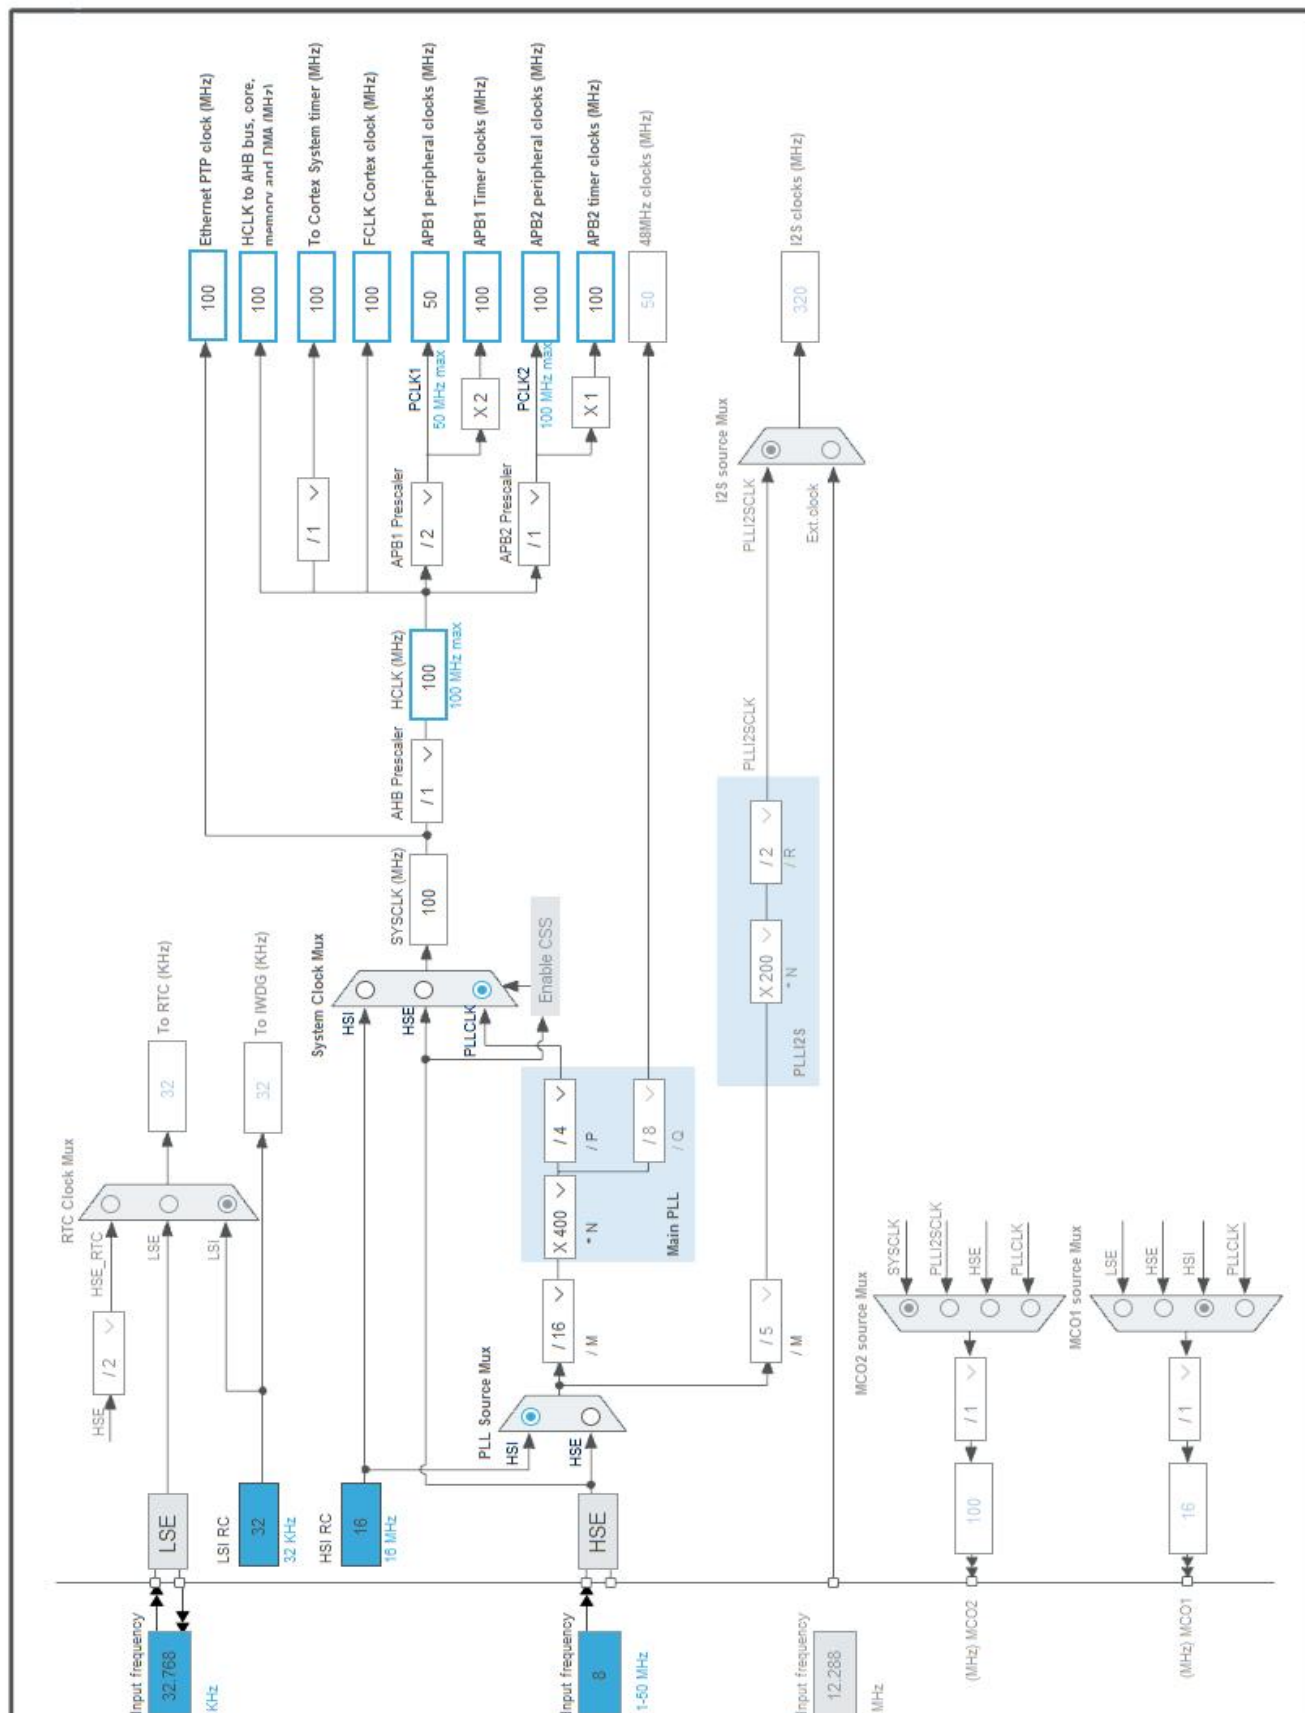 RTC Clock Mux
HSE
/ 2
HSE_RTC
LSE
LSI
32
To RTC (KHz)
32
To IWDG (KHz)
Input frequency
32.768
KHz
LSE
LSI RC
32
32 KHz
HSI RC
16
16 MHz
System Clock Mux
HSI
HSE
PLLCLK
Enable CSS
SYSCLK (MHz)
100
AHB Prescaler
/ 1
HCLK (MHz)
100
100 MHz max
100
Ethernet PTP clock (MHz)
100
HCLK to AHB bus, core,
memory and DMA (MHz)
/ 1
100
To Cortex System timer (MHz)
100
FCLK Cortex clock (MHz)
APB1 Prescaler
/ 2
PCLK1
50 MHz max
50
APB1 peripheral clocks (MHz)
X 2
100
APB1 Timer clocks (MHz)
APB2 Prescaler
/ 1
PCLK2
100 MHz max
100
APB2 peripheral clocks (MHz)
X 1
100
APB2 timer clocks (MHz)
50
48MHz clocks (MHz)
PLL Source Mux
HSI
HSE
Input frequency
8
1-50 MHz
HSE
/ 16
/ M
X 400
* N
/ 4
/ P
/ 8
/ Q
Main PLL
/ 5
/ M
X 200
* N
/ 2
/ R
PLLI2S
PLLI2SCLK
I2S source Mux
PLLI2SCLK
Ext.clock
320
I2S clocks (MHz)
Input frequency
12.288
MHz
MCO2 source Mux
SYSCLK
PLLI2SCLK
HSE
PLLCLK
/ 1
100
(MHz) MCO2
MCO1 source Mux
LSE
HSE
HSI
PLLCLK
/ 1
16
(MHz) MCO1